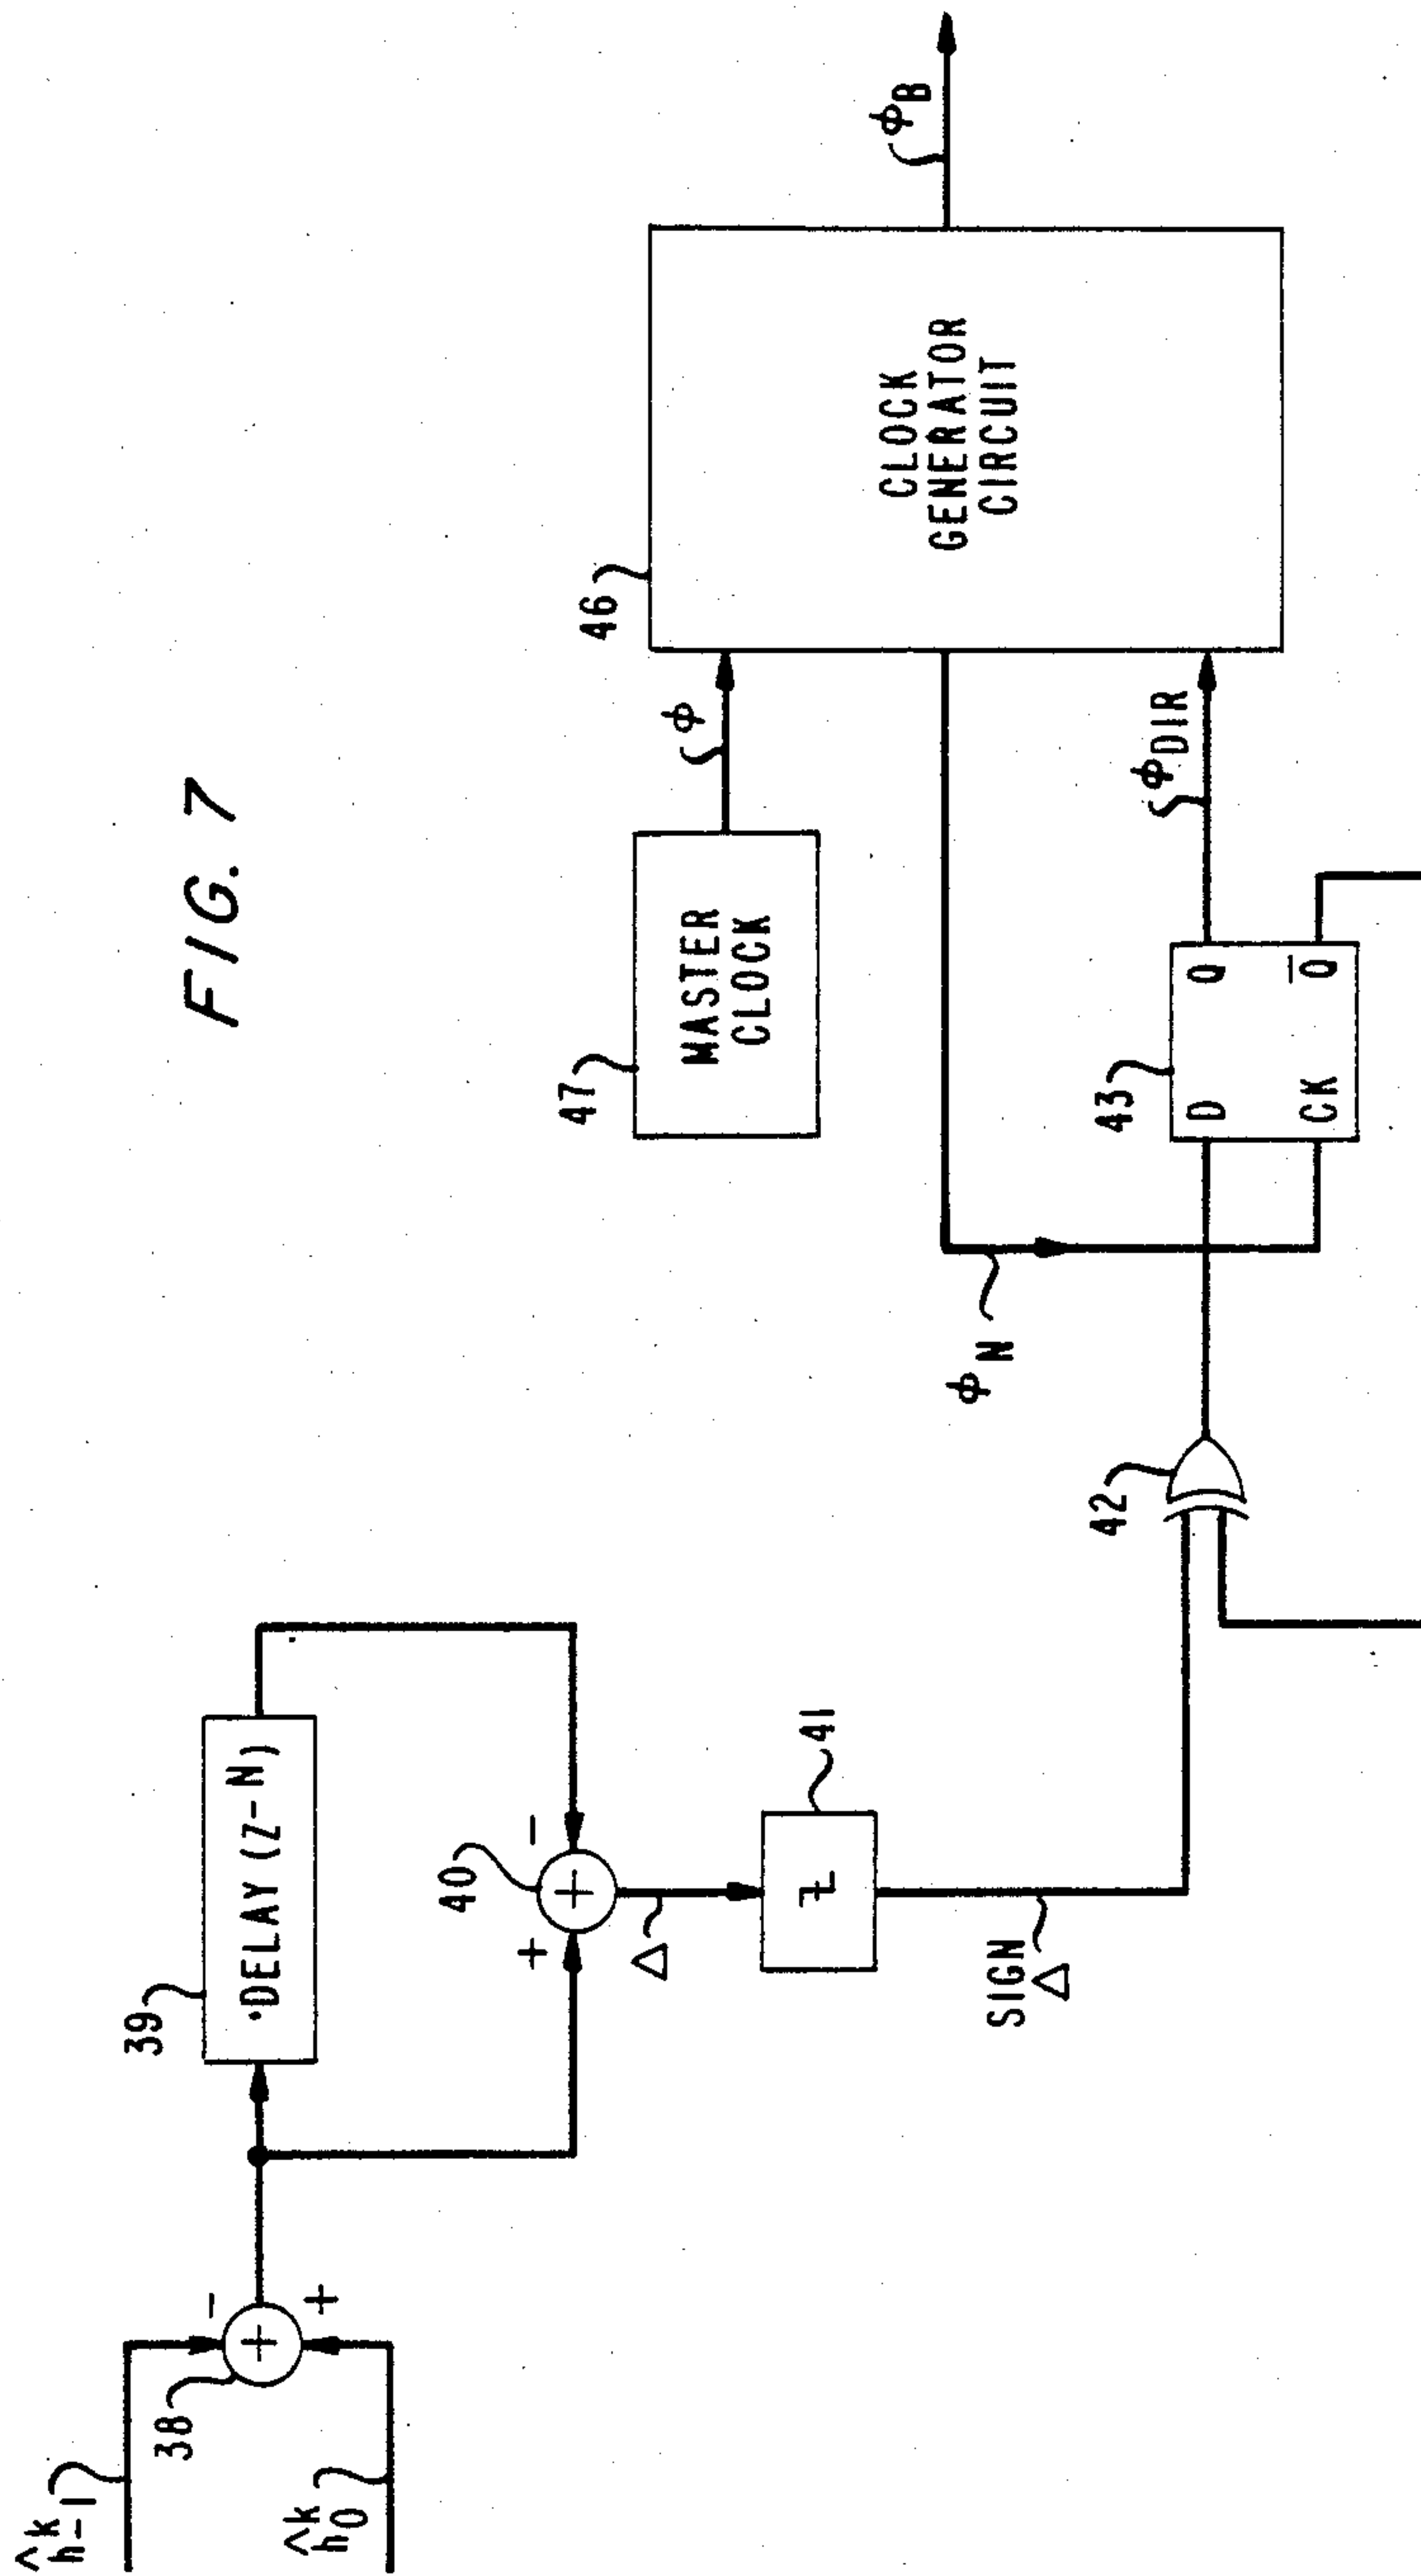 FIG. 7
ĥᵏ₋₁
ĥᵏ₀
38
-
+
+
39
·DELAY (Z-ᴺ)
40
+
-
+
Δ
41
SIGN
Δ
42
ϕN
43
D
Q
CK
Q̅
ϕDIR
47
MASTER
CLOCK
ϕ
46
CLOCK
GENERATOR
CIRCUIT
ϕB